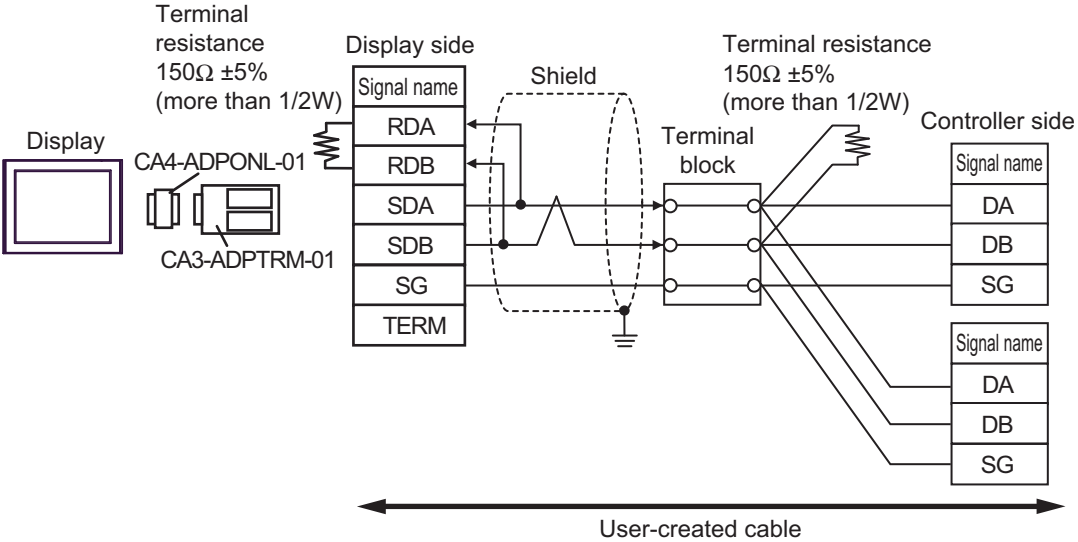 Terminal
resistance
150Ω ±5%
(more than 1/2W)
Display side
Signal name
RDA
RDB
SDA
SDB
SG
TERM
Display
CA4-ADPONL-01
CA3-ADPTRM-01
Shield
Terminal
block
Terminal resistance
150Ω ±5%
(more than 1/2W)
Controller side
Signal name
DA
DB
SG
Signal name
DA
DB
SG
User-created cable